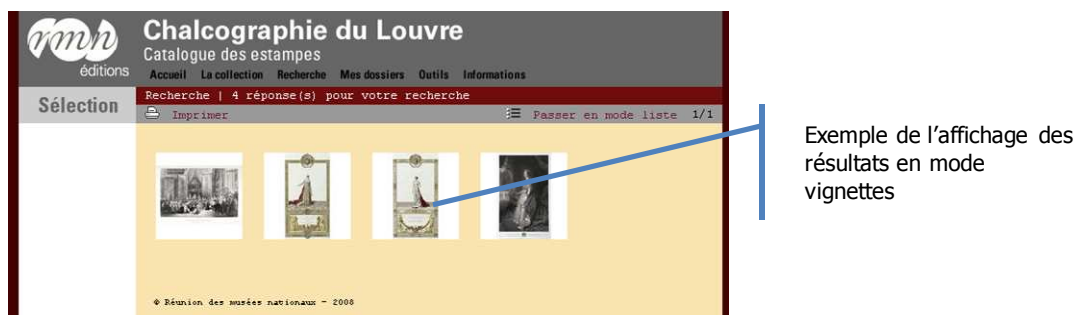 rmn
éditions
Chalcographie du Louvre
Catalogue des estampes
Accueil La collection Recherche Mes dossiers Outils Informations
Sélection
Recherche | 4 réponse(s) pour votre recherche
Imprimer
Passer en mode liste 1/1
© Réunion des musées nationaux - 2008
Exemple de l’affichage des
résultats en mode
vignettes